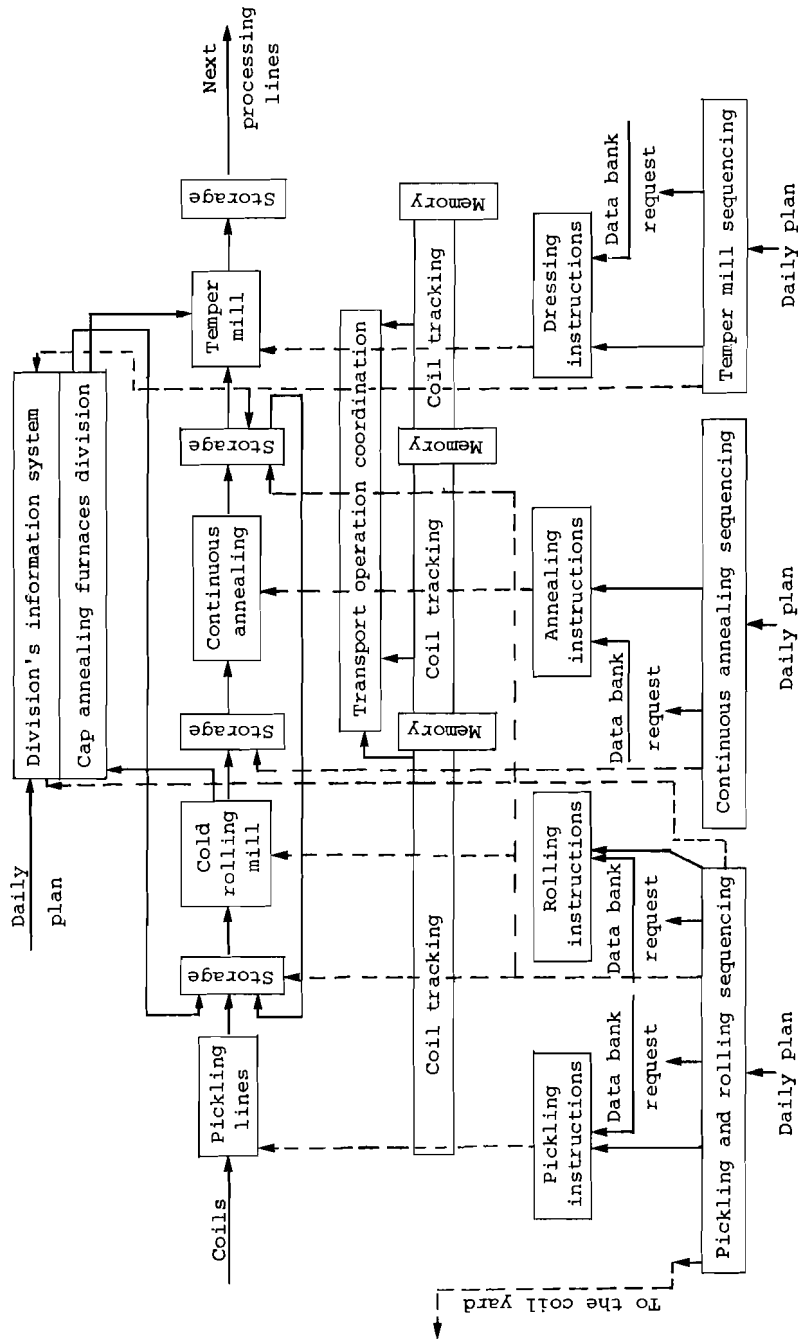 Daily
plan
Division's information system
Cap annealing furnaces division
Coils
Pickling
lines
Storage
Cold
rolling
mill
Storage
Continuous
annealing
Storage
Temper
mill
Storage
Next
processing
lines
Transport operation coordination
Coil tracking
Memory
Coil tracking
Memory
Coil tracking
Memory
Pickling
instructions
Data bank
request
Rolling
instructions
Data bank
request
Data bank
request
Annealing
instructions
Dressing
instructions
Data bank
request
To the coil yard
Pickling and rolling sequencing
Continuous annealing sequencing
Temper mill sequencing
Daily plan
Daily plan
Daily plan